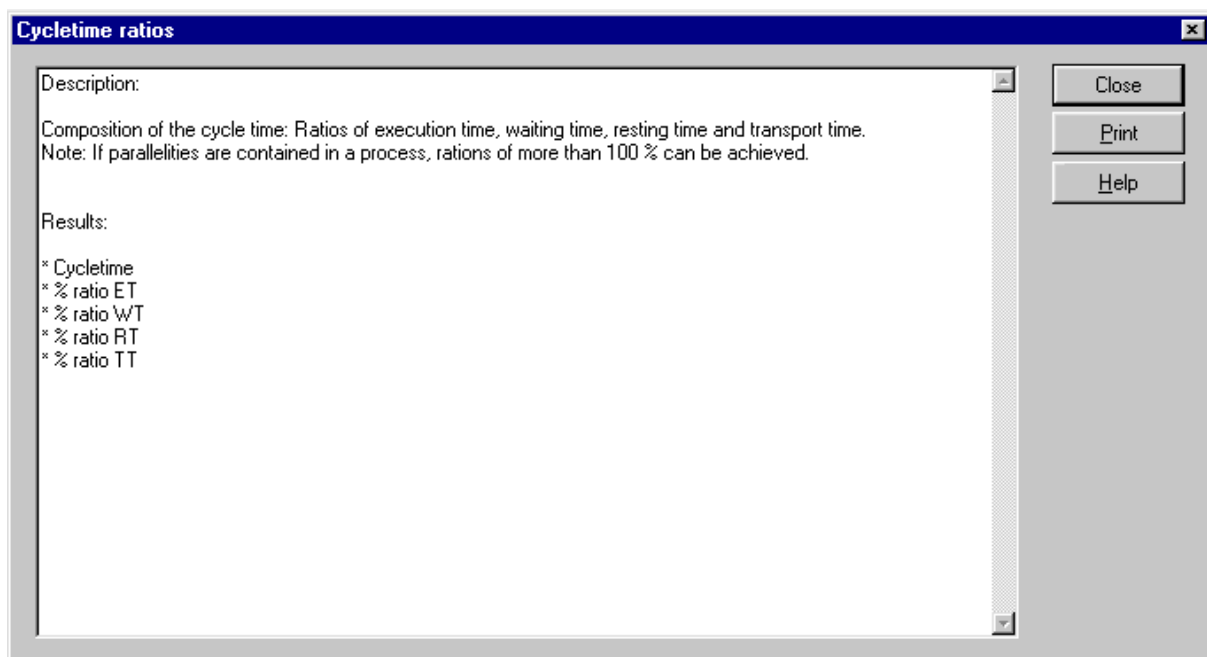 Cycletime ratios
Description:
Composition of the cycle time: Ratios of execution time, waiting time, resting time and transport time.
Note: If parallelities are contained in a process, rations of more than 100 % can be achieved.
Results:
* Cycletime
* % ratio ET
* % ratio WT
* % ratio RT
* % ratio TT
Close
Print
Help